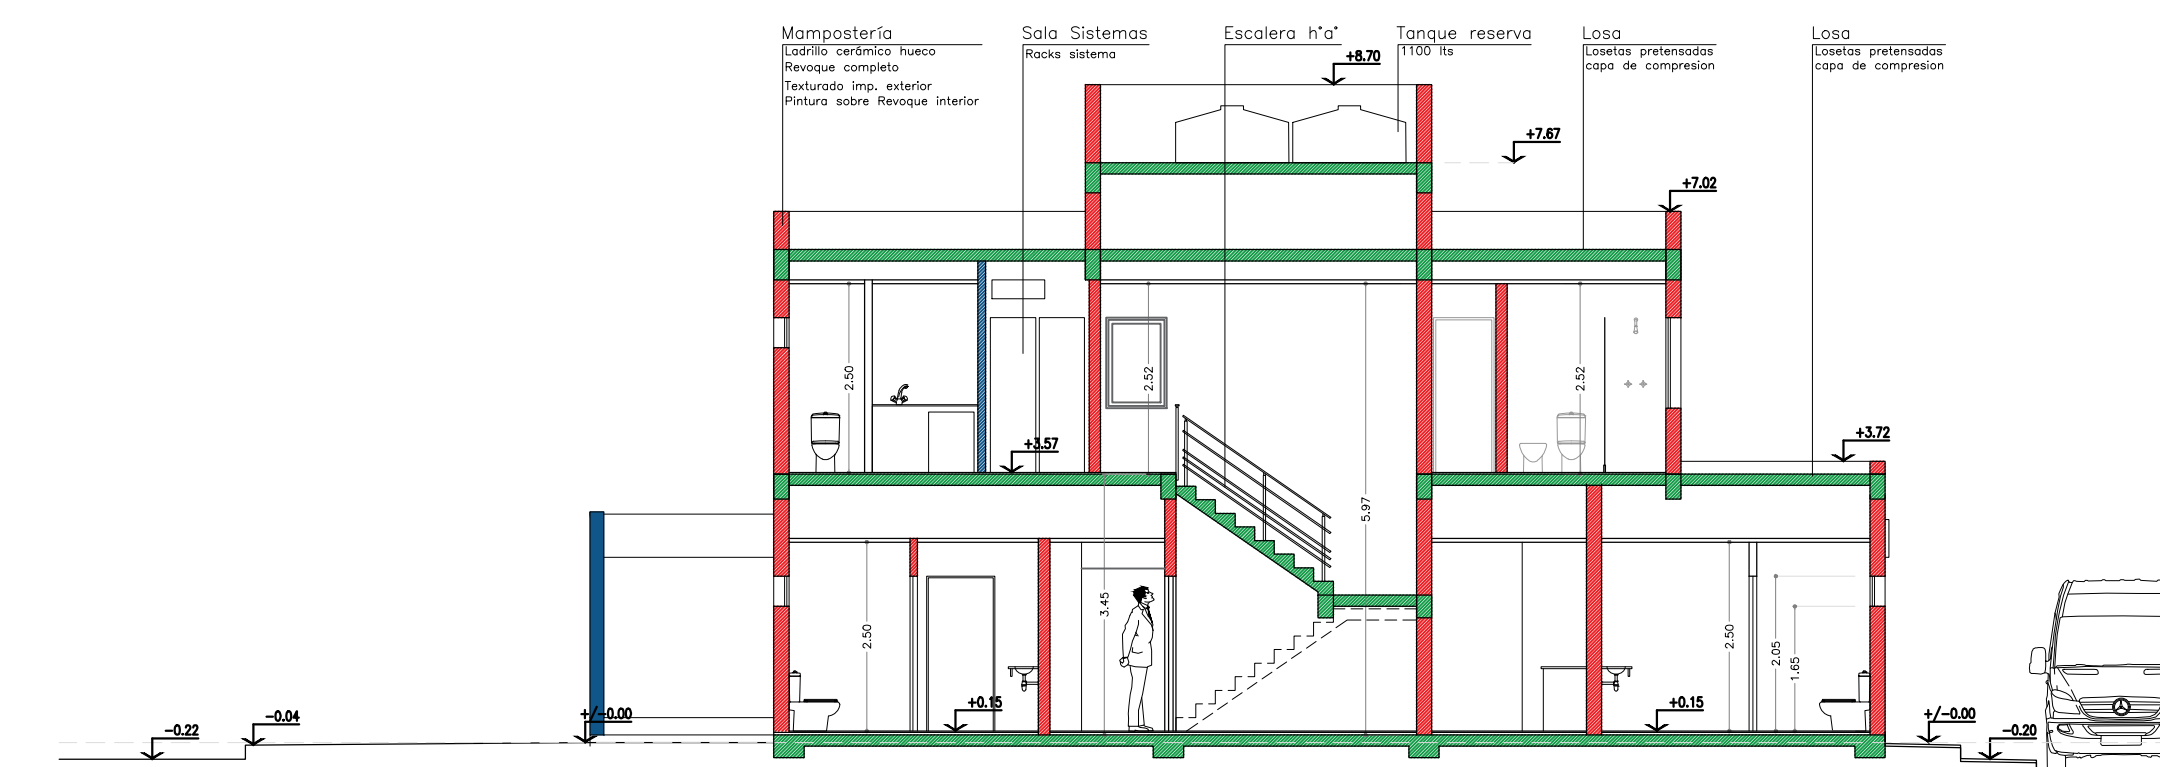 Mampostería
Ladrillo cerámico hueco
Revoque completo
Texturado imp. exterior
Pintura sobre Revoque interior
Sala Sistemas
Racks sistema
Escalera h°a°
Tanque reserva
1100 lts
Losa
Losetas pretensadas
capa de compresion
Losa
Losetas pretensadas
capa de compresion
+8.70
+7.67
+7.02
2.50
2.52
2.52
+3.57
+3.72
5.97
3.45
2.50
2.50
2.05
1.65
+0.15
+0.15
-0.22
-0.04
+/-0.00
+/-0.00
-0.20